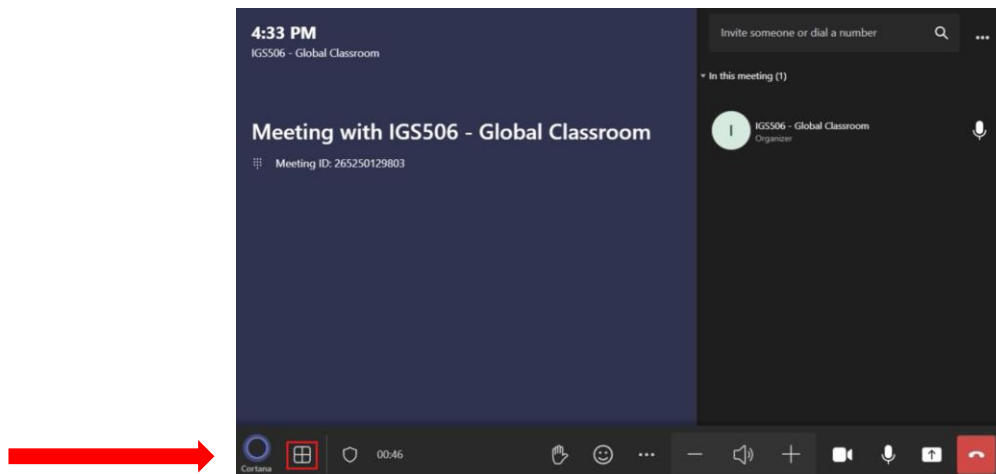 4:33 PM
IGS506 - Global Classroom
Meeting with IGS506 - Global Classroom
Meeting ID: 265250129803
Invite someone or dial a number
In this meeting (1)
I
IGS506 - Global Classroom
Organizer
Cortana
00:46